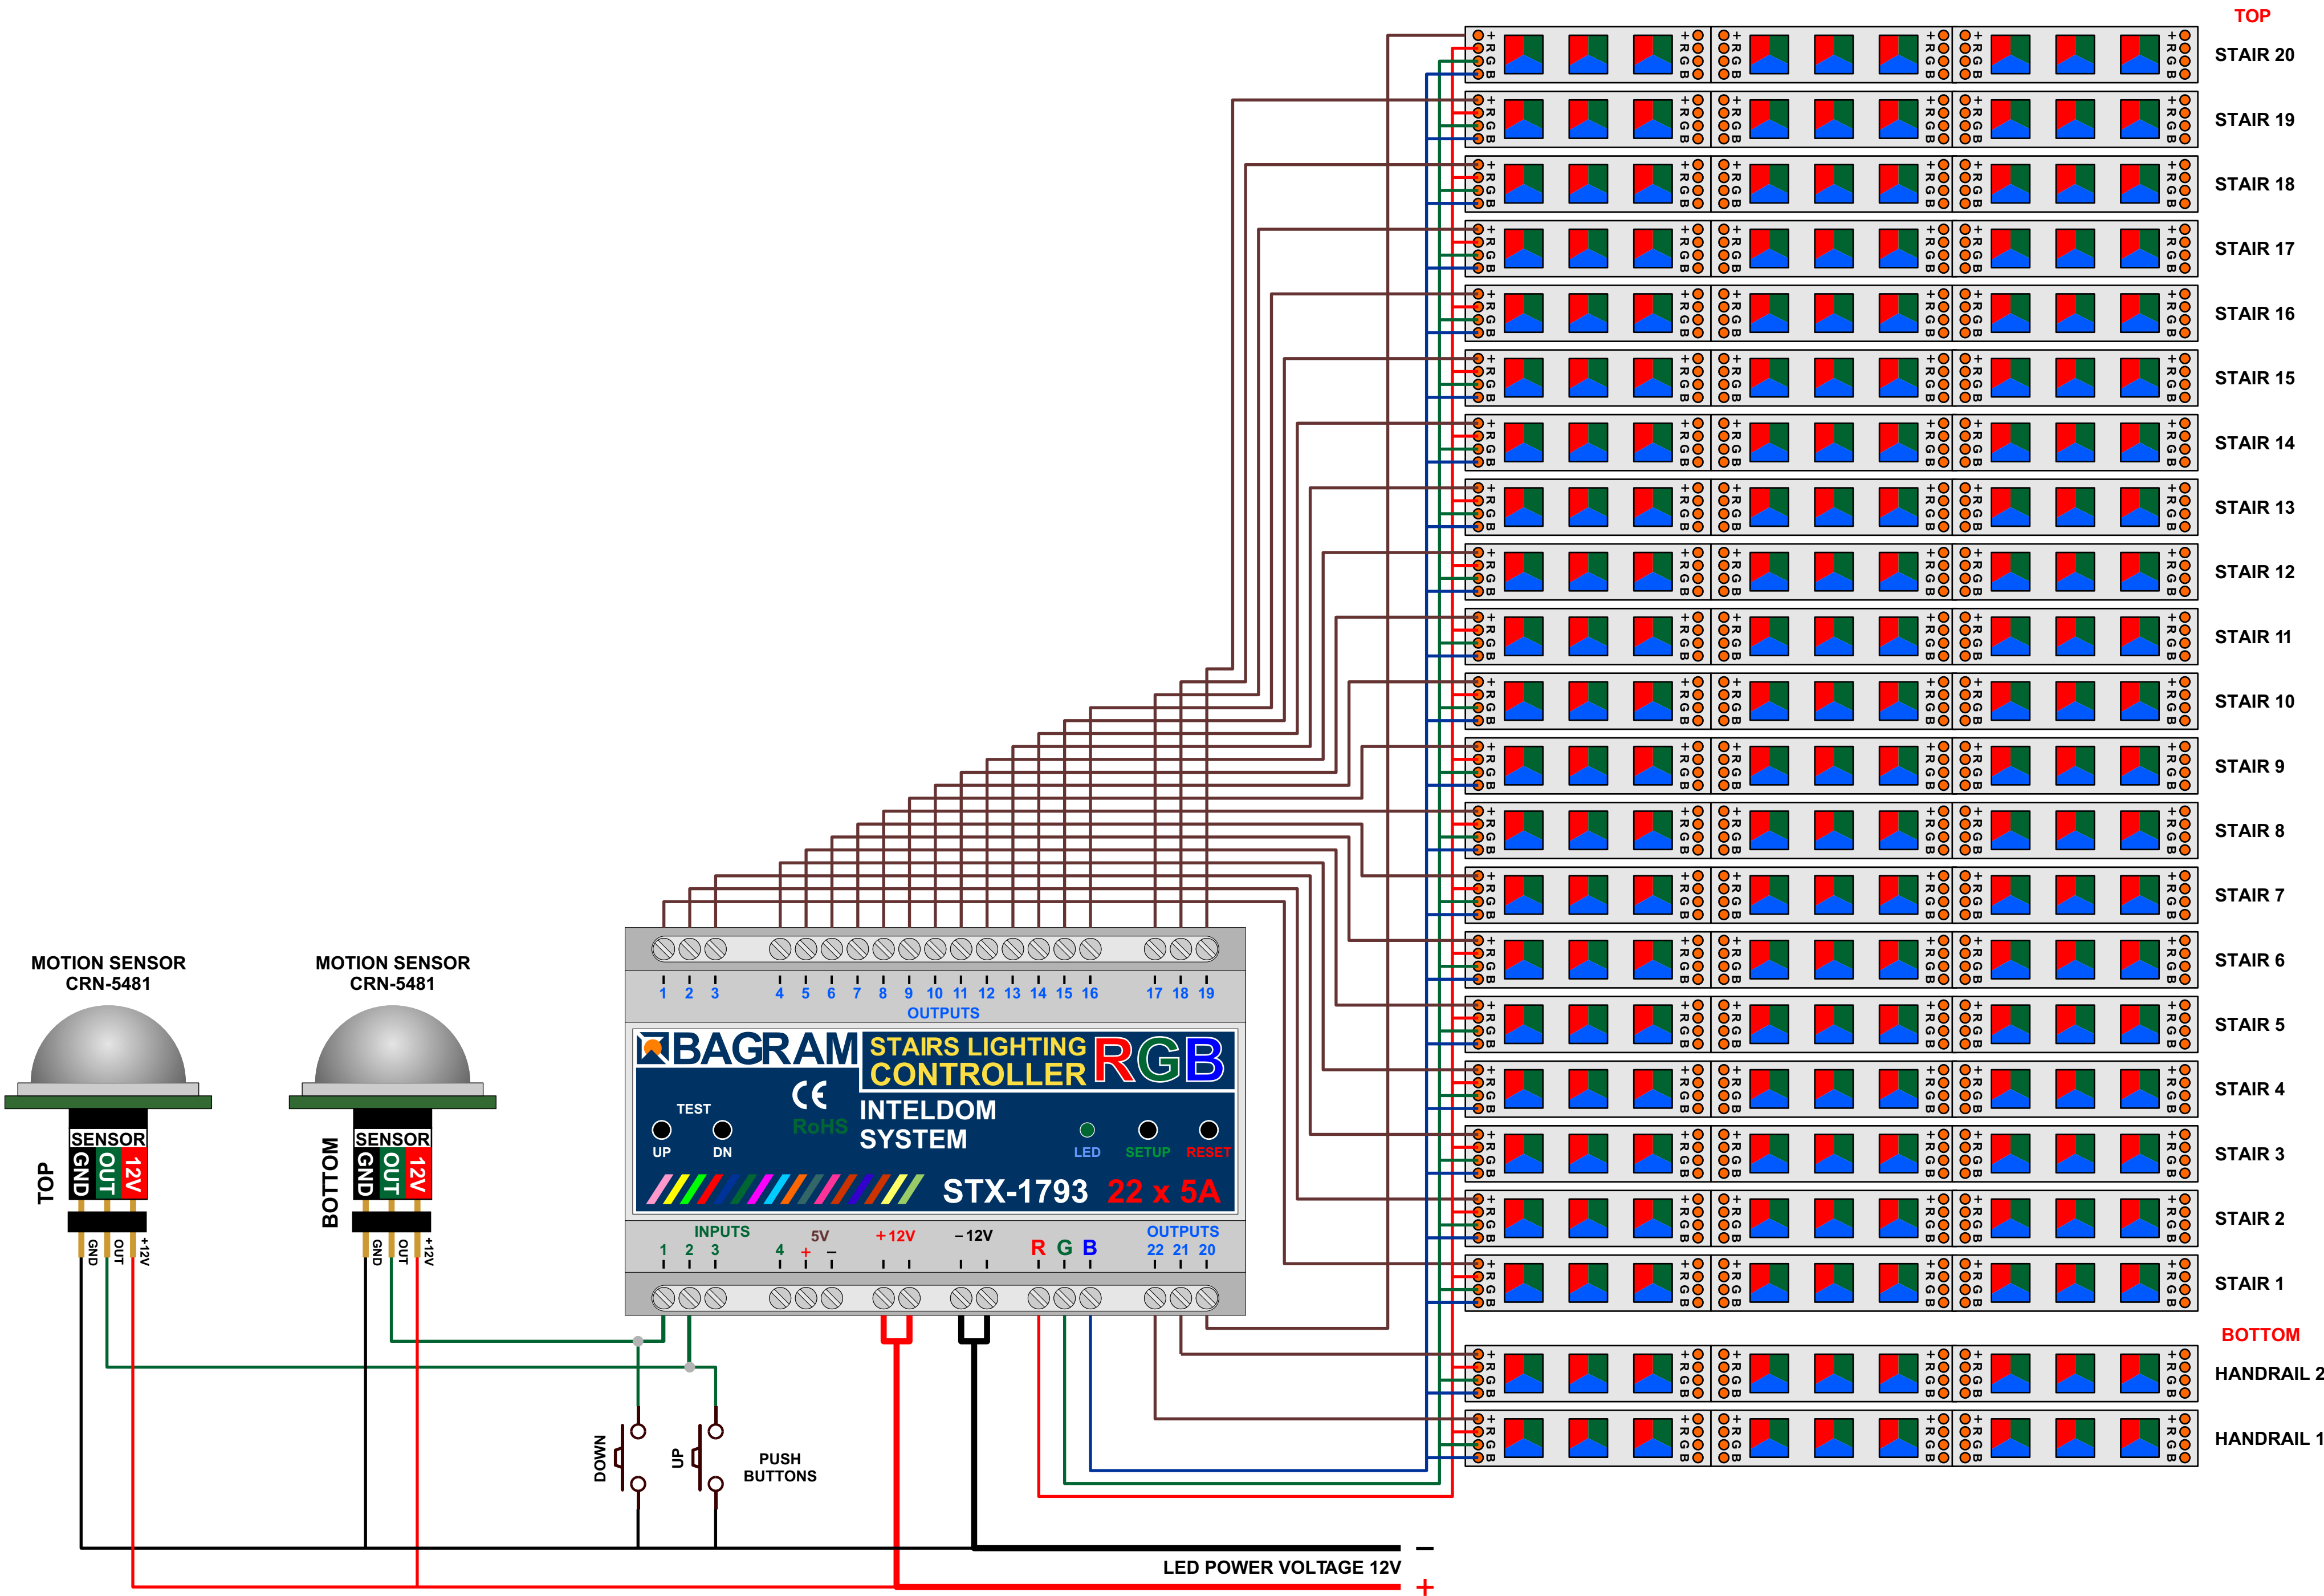 TOP
+ R G B + R G B + R G B + R G B + R G B + R G B STAIR 20
+ R G B + R G B + R G B + R G B + R G B + R G B STAIR 19
+ R G B + R G B + R G B + R G B + R G B + R G B STAIR 18
+ R G B + R G B + R G B + R G B + R G B + R G B STAIR 17
+ R G B + R G B + R G B + R G B + R G B + R G B STAIR 16
+ R G B + R G B + R G B + R G B + R G B + R G B STAIR 15
+ R G B + R G B + R G B + R G B + R G B + R G B STAIR 14
+ R G B + R G B + R G B + R G B + R G B + R G B STAIR 13
+ R G B + R G B + R G B + R G B + R G B + R G B STAIR 12
+ R G B + R G B + R G B + R G B + R G B + R G B STAIR 11
+ R G B + R G B + R G B + R G B + R G B + R G B STAIR 10
+ R G B + R G B + R G B + R G B + R G B + R G B STAIR 9
+ R G B + R G B + R G B + R G B + R G B + R G B STAIR 8
+ R G B + R G B + R G B + R G B + R G B + R G B STAIR 7
+ R G B + R G B + R G B + R G B + R G B + R G B STAIR 6
+ R G B + R G B + R G B + R G B + R G B + R G B STAIR 5
+ R G B + R G B + R G B + R G B + R G B + R G B STAIR 4
+ R G B + R G B + R G B + R G B + R G B + R G B STAIR 3
+ R G B + R G B + R G B + R G B + R G B + R G B STAIR 2
+ R G B + R G B + R G B + R G B + R G B + R G B STAIR 1
BOTTOM
+ R G B + R G B + R G B + R G B + R G B + R G B HANDRAIL 2
+ R G B + R G B + R G B + R G B + R G B + R G B HANDRAIL 1
MOTION SENSOR
CRN-5481
TOP
SENSOR
GND OUT 12V
GND OUT +12V
MOTION SENSOR
CRN-5481
BOTTOM
SENSOR
GND OUT 12V
GND OUT +12V
1 2 3 4 5 6 7 8 9 10 11 12 13 14 15 16 17 18 19
OUTPUTS
BAGRAM
STAIRS LIGHTING
CONTROLLER
RGB
CE
RoHS
INTELDOM
SYSTEM
TEST
UP DN
LED SETUP RESET
STX-1793 22 x 5A
INPUTS
1 2 3 4
5V
+ −
+12V
−12V
R G B
OUTPUTS
22 21 20
DOWN
UP
PUSH
BUTTONS
−
LED POWER VOLTAGE 12V
+